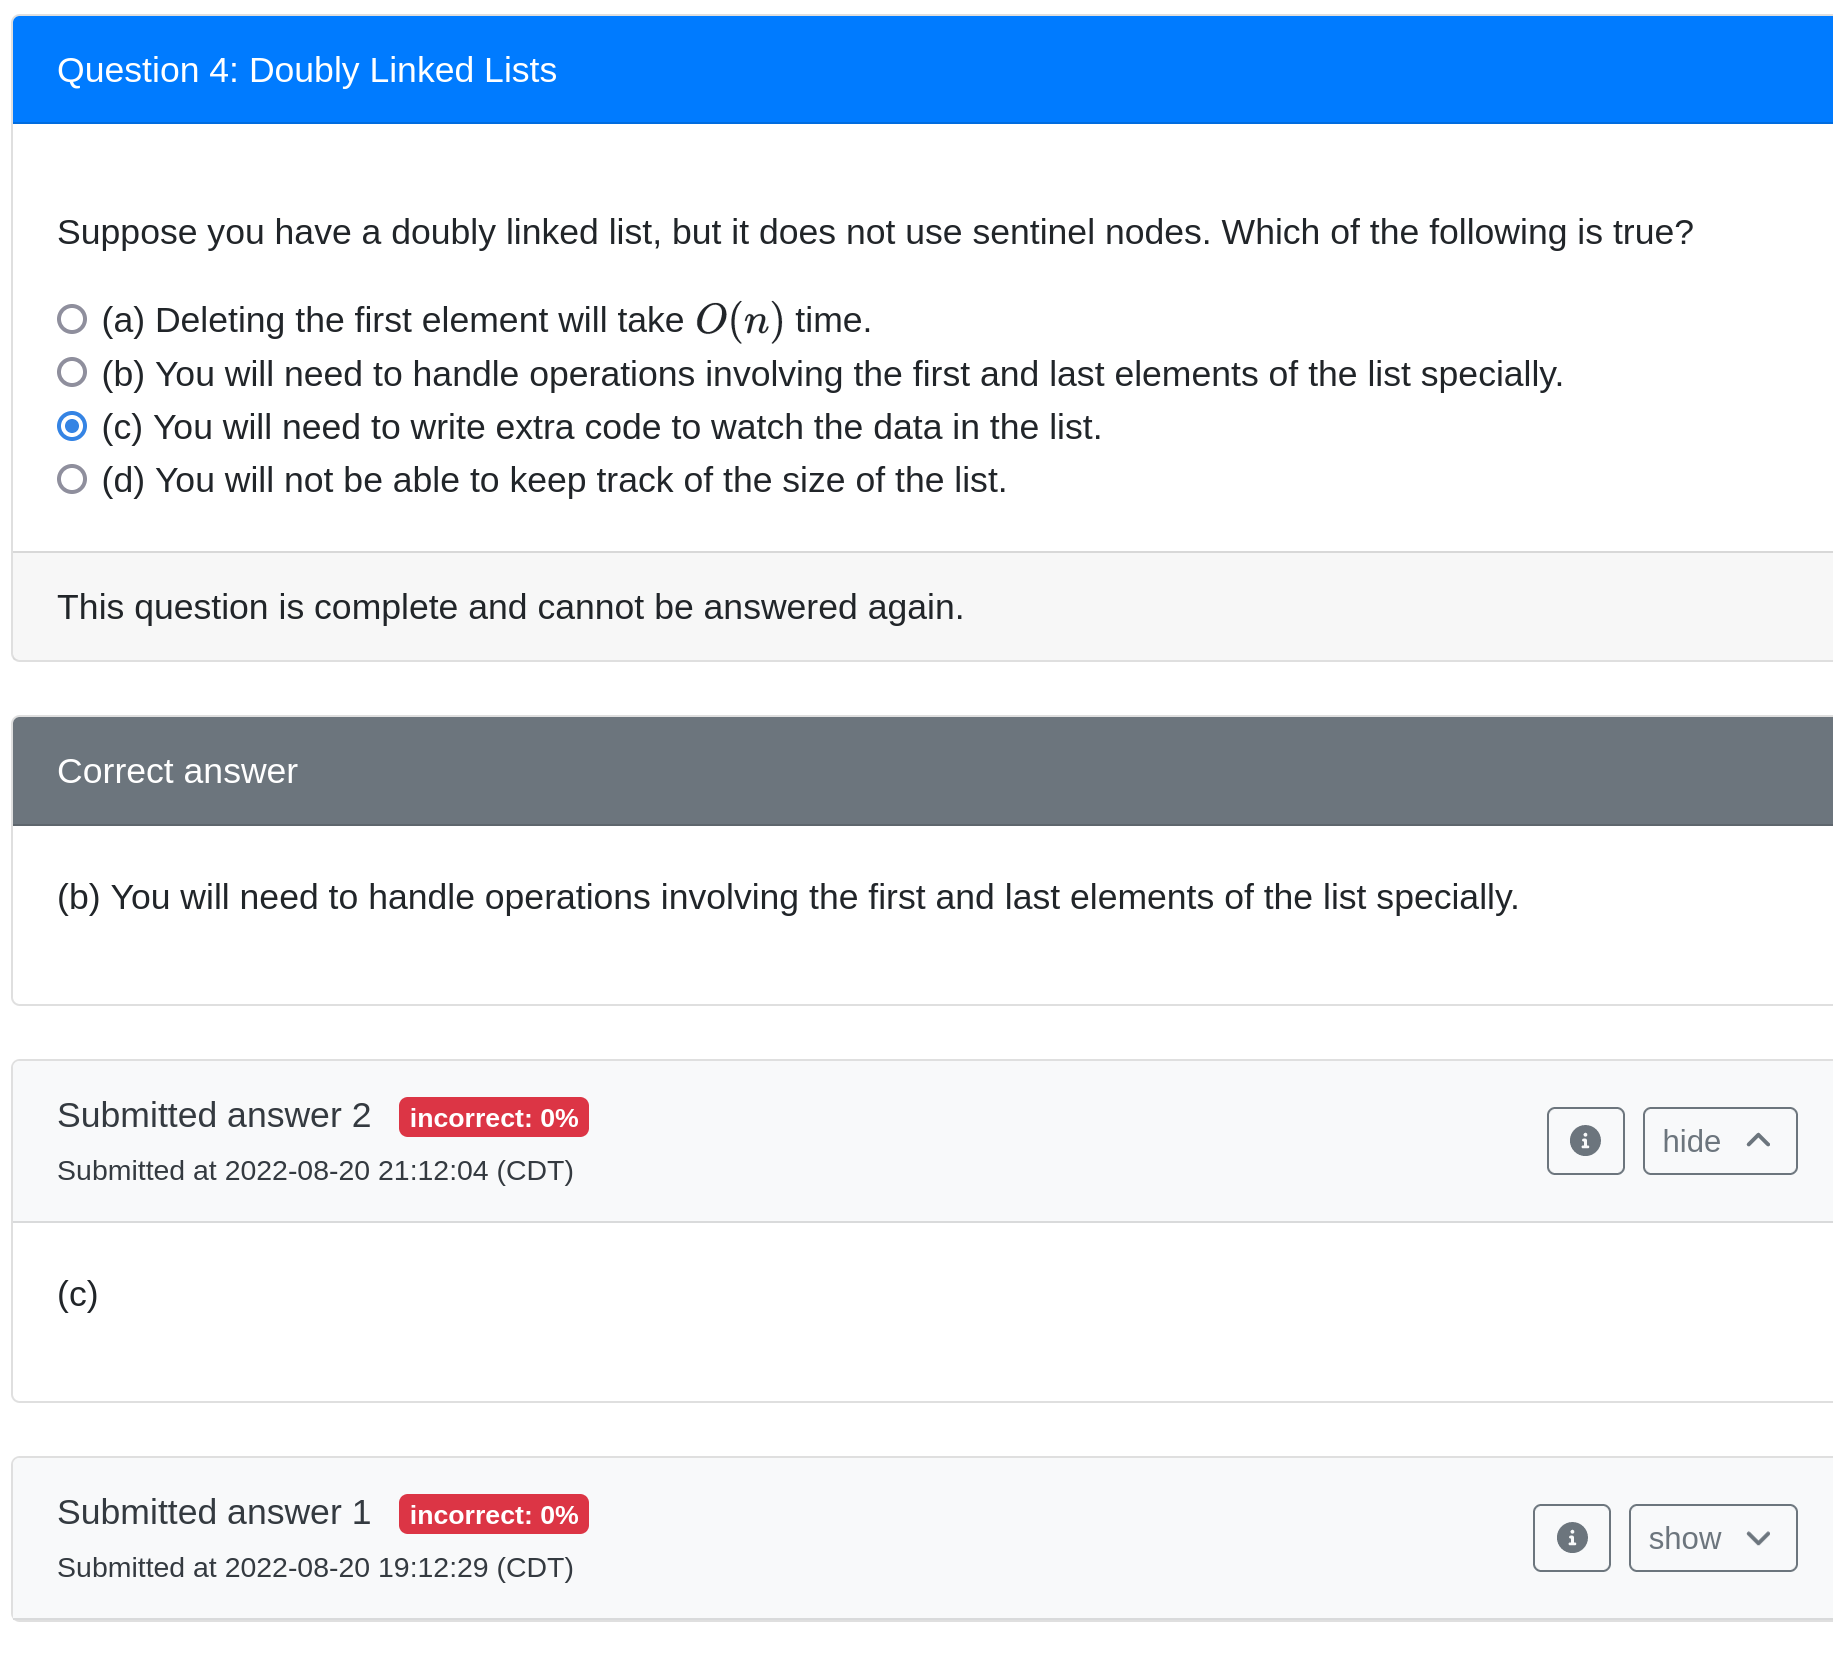 Question 4: Doubly Linked Lists
Suppose you have a doubly linked list, but it does not use sentinel nodes. Which of the following is true?
(a) Deleting the first element will take O(n) time.
(b) You will need to handle operations involving the first and last elements of the list specially.
(c) You will need to write extra code to watch the data in the list.
(d) You will not be able to keep track of the size of the list.
This question is complete and cannot be answered again.
Correct answer
(b) You will need to handle operations involving the first and last elements of the list specially.
Submitted answer 2 incorrect: 0%
Submitted at 2022-08-20 21:12:04 (CDT)
hide
(c)
Submitted answer 1 incorrect: 0%
Submitted at 2022-08-20 19:12:29 (CDT)
show